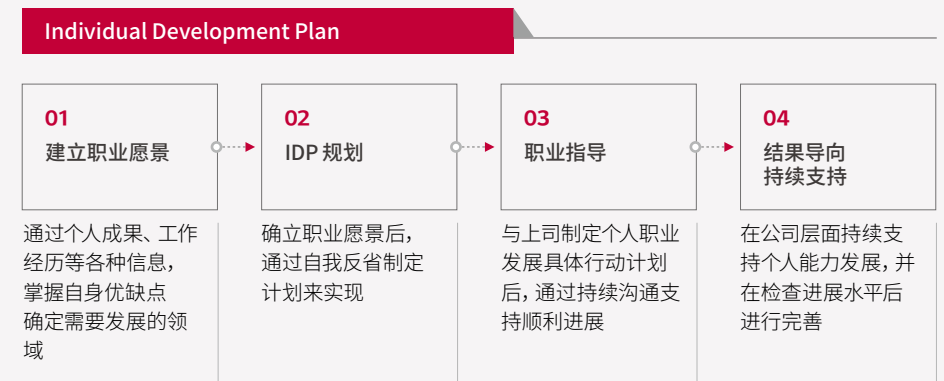 Individual Development Plan
01
建立职业愿景
通过个人成果、工作
经历等各种信息，
掌握自身优缺点
确定需要发展的领
域
02
IDP 规划
确立职业愿景后，
通过自我反省制定
计划来实现
03
职业指导
与上司制定个人职业
发展具体行动计划
后，通过持续沟通支
持顺利进展
04
结果导向
持续支持
在公司层面持续支
持个人能力发展，并
在检查进展水平后
进行完善